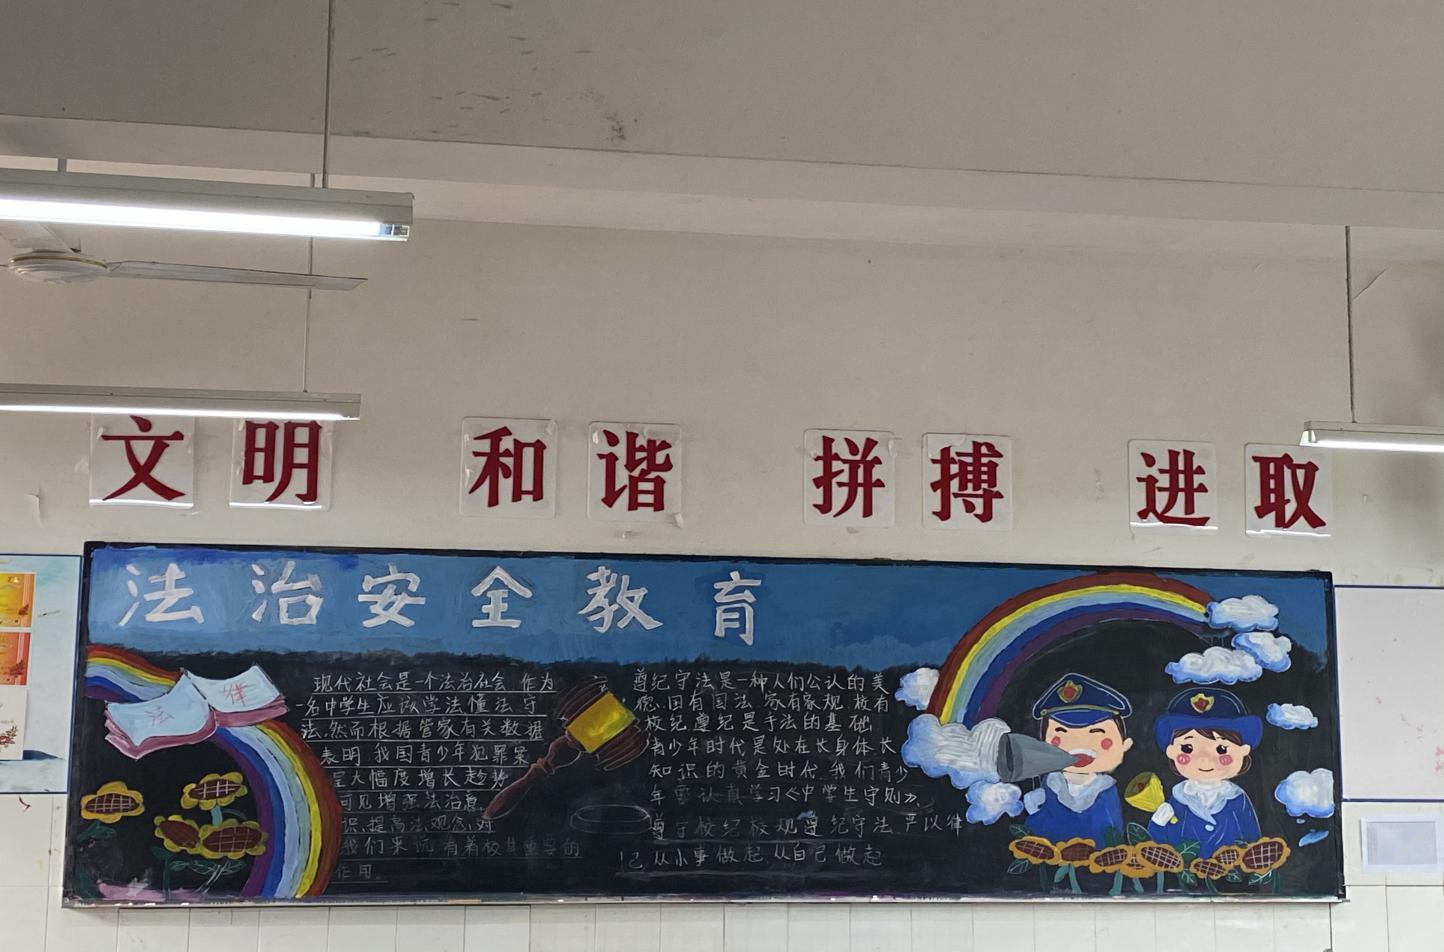 文明 和谐 拼搏 进取
法治安全教育
法律
现代社会是一个法治社会 作为
一名中学生应该学法懂法守
法.然而根据管家有关数据
表明 我国青少年犯罪案
呈大幅度增长趋势
可见增强法治意
识.提高法观念.对
我们来说 有着极其重要的
作用.
尊纪守法是一种人们公认的美
德.国有国法.家有家规.校有
校纪 遵纪是手法的基础
青少年时代是处在长身体 长
知识的黄金时代.我们青少
年要认真学习《中学生守则》.
尊守校纪校规遵纪守法.严以律
己.从小事做起.从自己做起